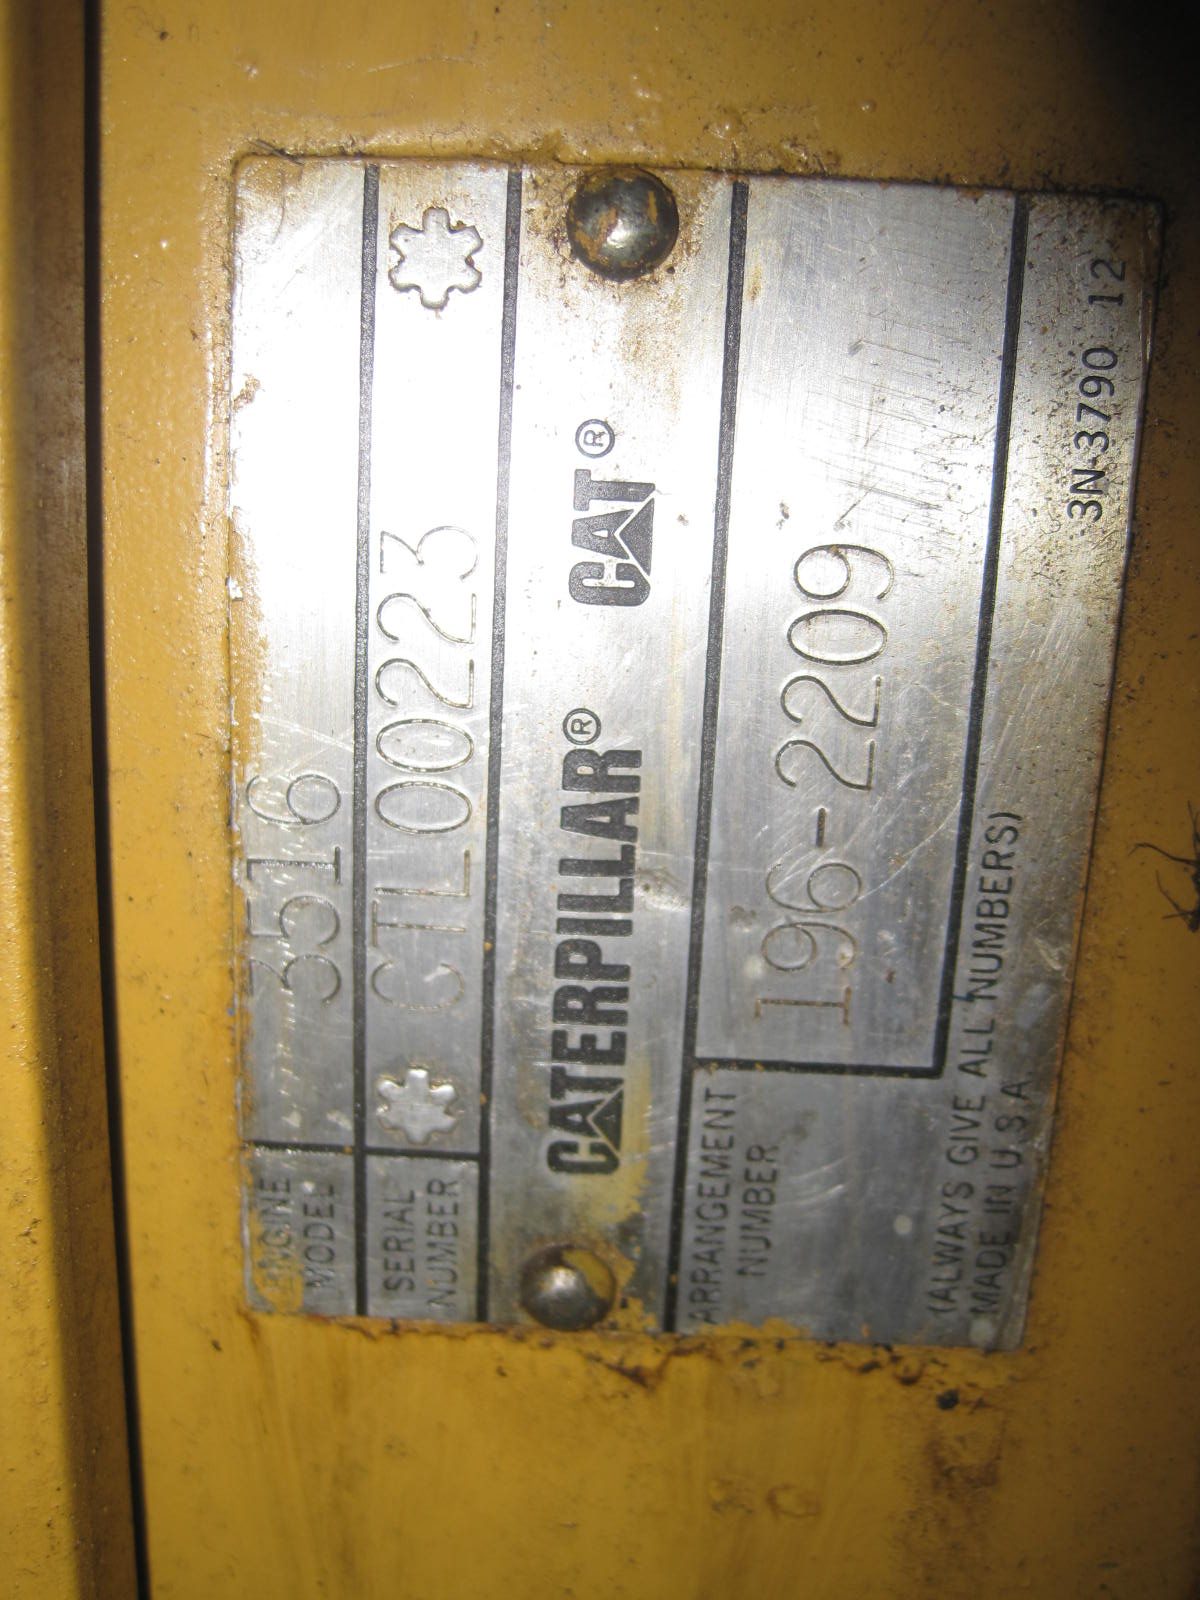 ENGINE MODEL 3516
SERIAL NUMBER CTL00223
CATERPILLAR® CAT®
ARRANGEMENT NUMBER 196-2209
(ALWAYS GIVE ALL NUMBERS)
MADE IN U.S.A. 3N-3790 12